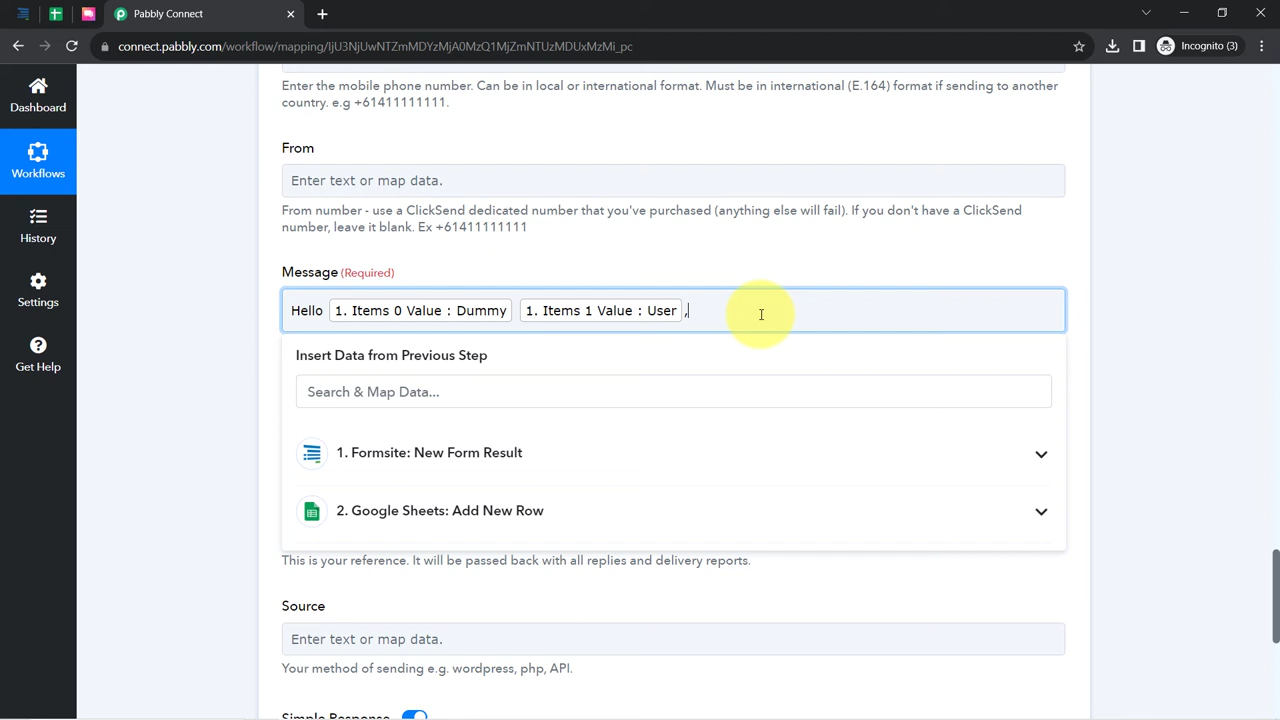 Pabbly Connect
connect.pabbly.com/workflow/mapping/IjU3NjUwNTZmMDYzMjA0MzQ1MjZmNTUzMDUxMzMi_pc
Incognito (3)
Dashboard
Workflows
History
Settings
Get Help
Enter the mobile phone number. Can be in local or international format. Must be in international (E.164) format if sending to another
country. e.g +61411111111.
From
Enter text or map data.
From number - use a ClickSend dedicated number that you've purchased (anything else will fail). If you don't have a ClickSend
number, leave it blank. Ex +61411111111
Message (Required)
Hello 1. Items 0 Value : Dummy 1. Items 1 Value : User ,
Insert Data from Previous Step
Search & Map Data...
1. Formsite: New Form Result
2. Google Sheets: Add New Row
This is your reference. It will be passed back with all replies and delivery reports.
Source
Enter text or map data.
Your method of sending e.g. wordpress, php, API.
Simple Response